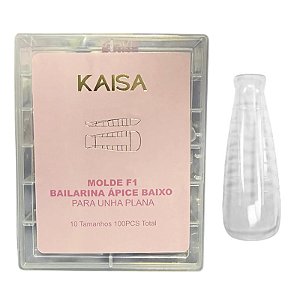 KAISA
MOLDE F1
BAILARINA ÁPICE BAIXO
PARA UNHA PLANA
10 Tamanhos 100PCS Total